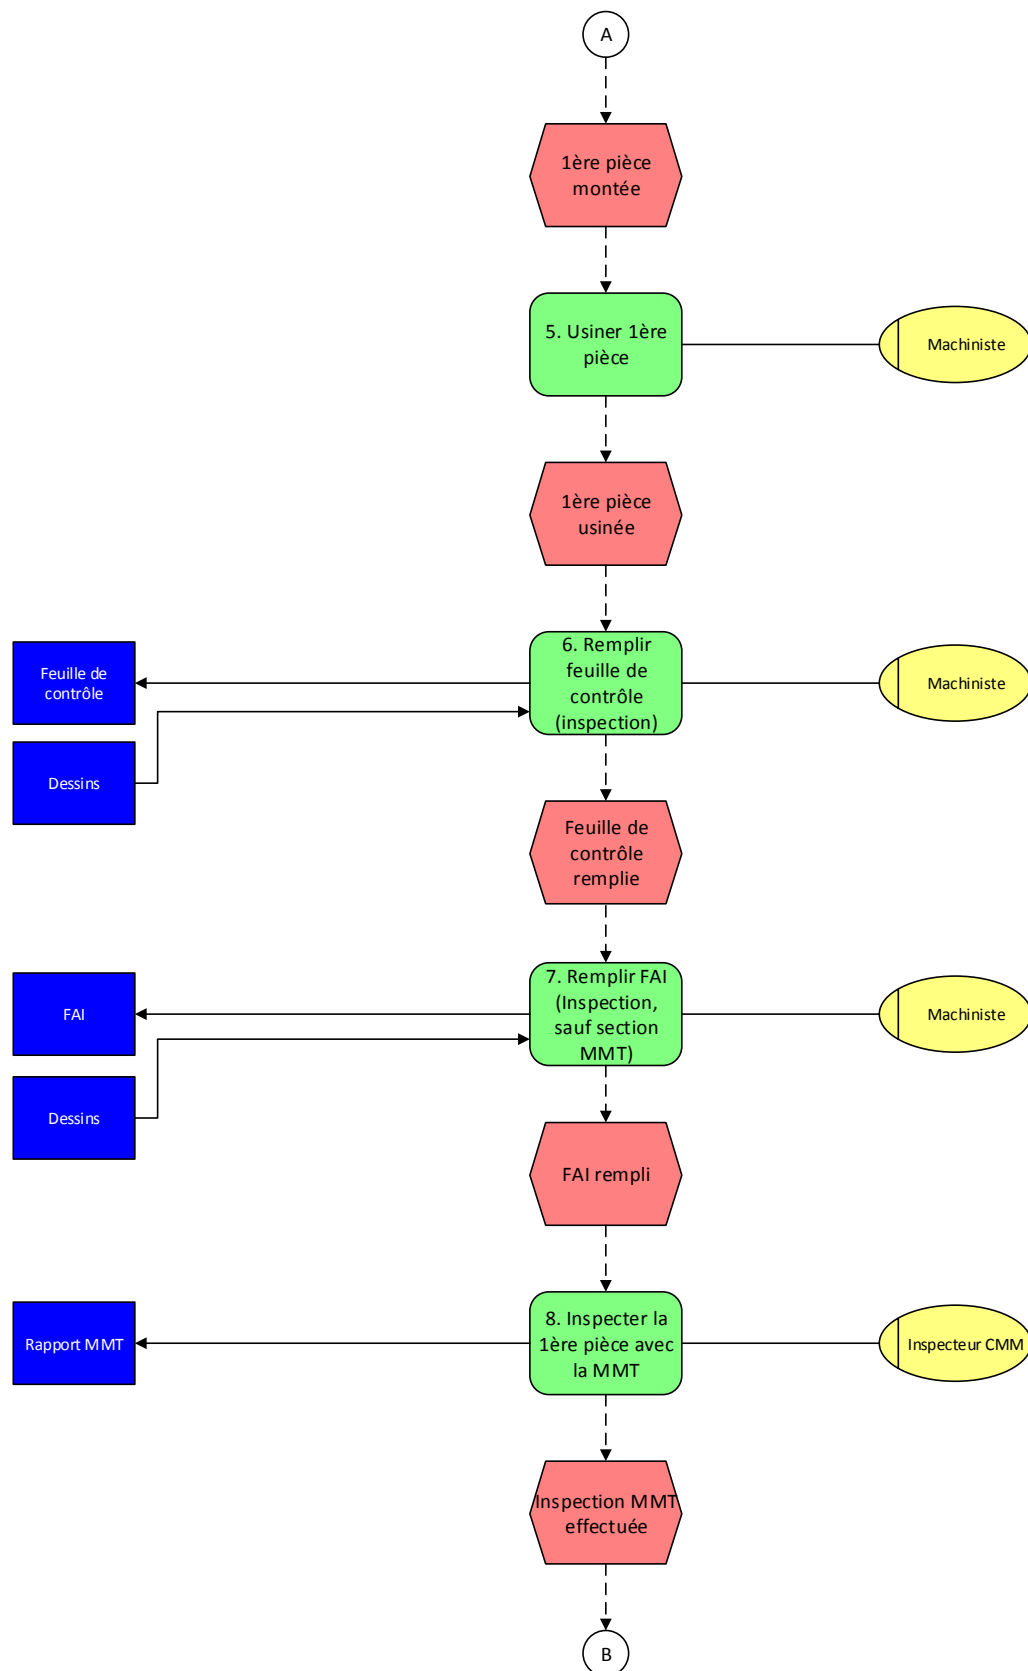 A
1ère pièce
montée
5. Usiner 1ère
pièce
Machiniste
1ère pièce
usinée
6. Remplir
feuille de
contrôle
(inspection)
Machiniste
Feuille de
contrôle
Dessins
Feuille de
contrôle
remplie
7. Remplir FAI
(Inspection,
sauf section
MMT)
Machiniste
FAI
Dessins
FAI rempli
8. Inspecter la
1ère pièce avec
la MMT
Inspecteur CMM
Rapport MMT
Inspection MMT
effectuée
B